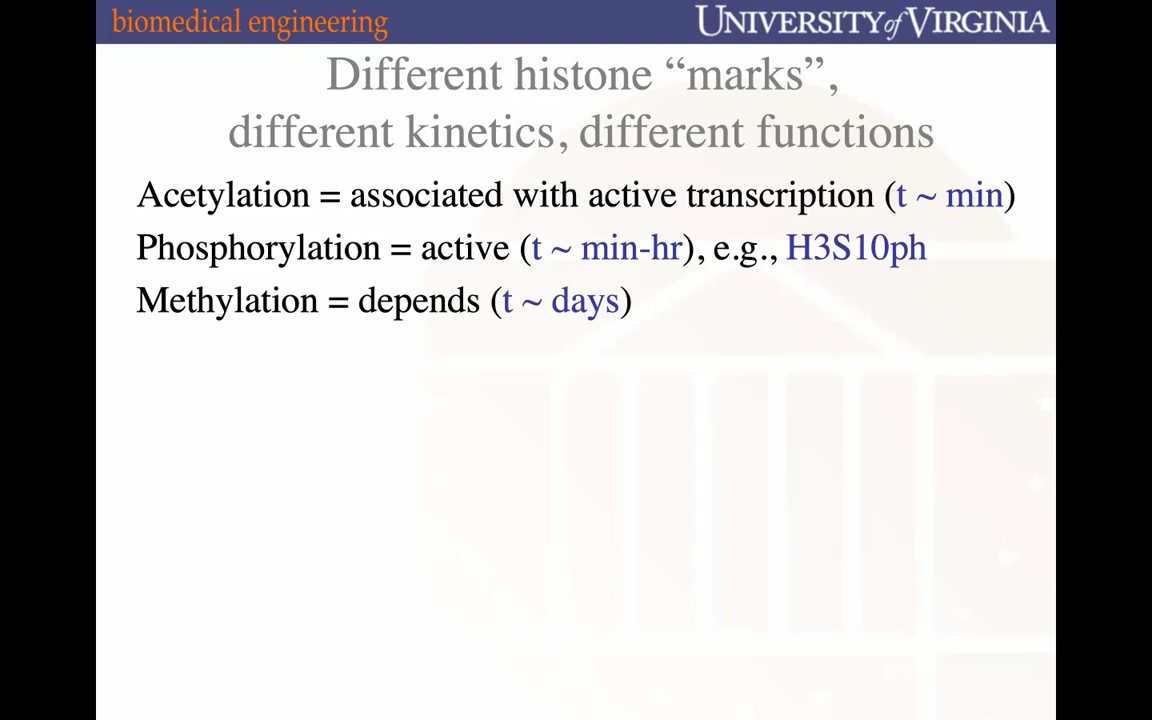 biomedical engineering
UNIVERSITY of VIRGINIA
Different histone “marks”,
different kinetics, different functions
Acetylation = associated with active transcription (t ~ min)
Phosphorylation = active (t ~ min-hr), e.g., H3S10ph
Methylation = depends (t ~ days)